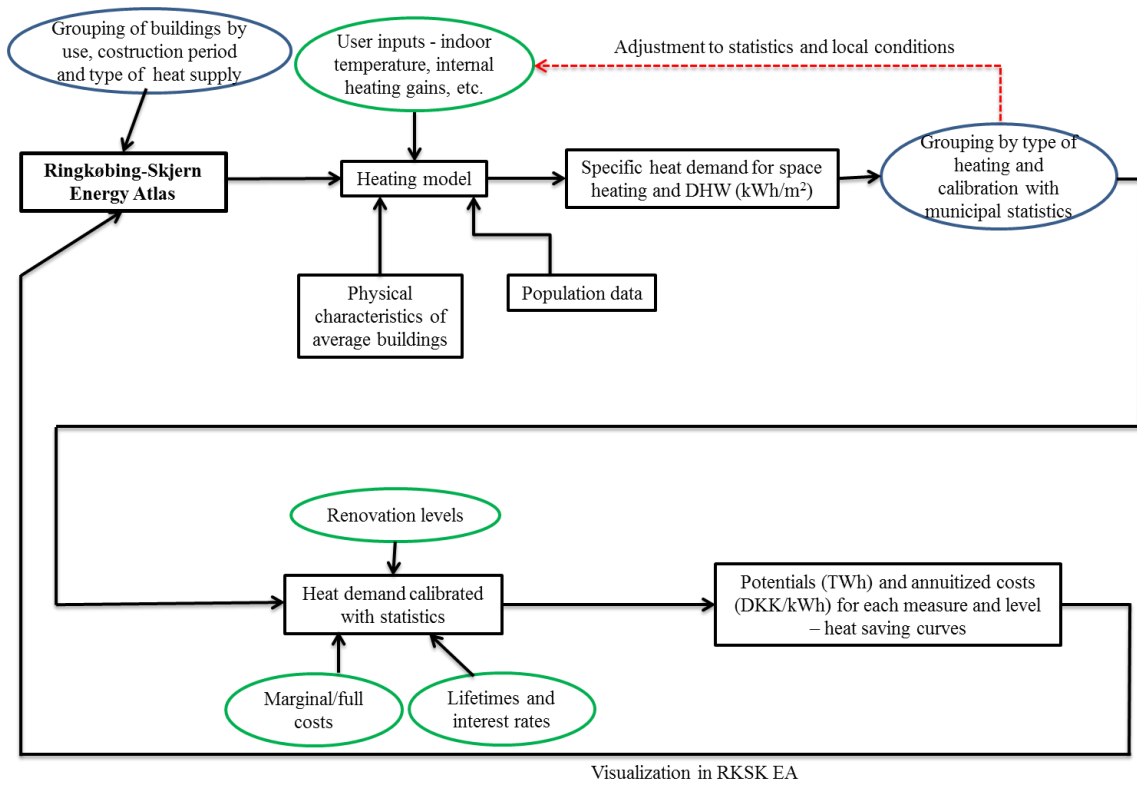 Grouping of buildings by
use, costruction period
and type of heat supply
User inputs - indoor
temperature, internal
heating gains, etc.
Adjustment to statistics and local conditions
Ringkøbing-Skjern
Energy Atlas
Heating model
Specific heat demand for space
heating and DHW (kWh/m²)
Grouping by type of
heating and
calibration with
municipal statistics
Physical
characteristics of
average buildings
Population data
Renovation levels
Heat demand calibrated
with statistics
Potentials (TWh) and annuitized costs
(DKK/kWh) for each measure and level
– heat saving curves
Marginal/full
costs
Lifetimes and
interest rates
Visualization in RKSK EA